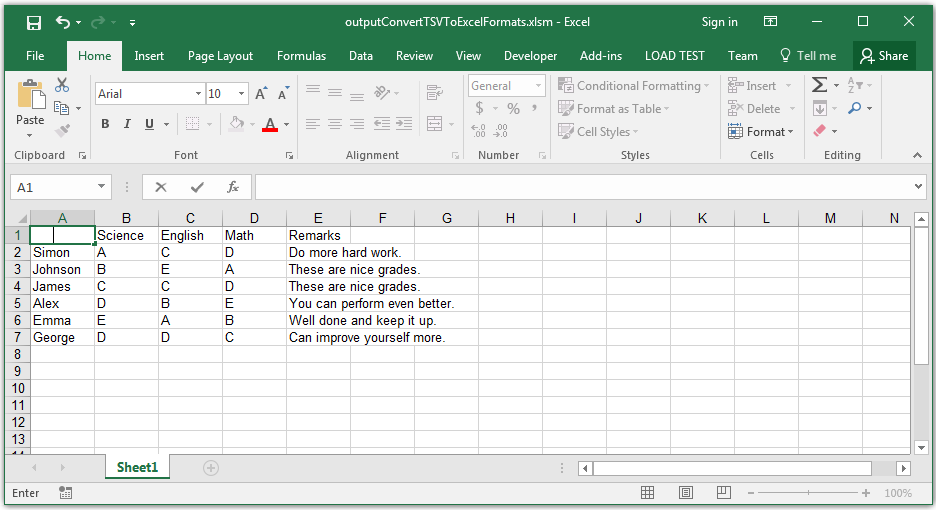 outputConvertTSVToExcelFormats.xlsm - Excel Sign in
File Home Insert Page Layout Formulas Data Review View Developer Add-ins LOAD TEST Team Tell me Share
Paste Arial 10 A A General Conditional Formatting Insert Σ A Z
B I U A $ % , Format as Table Delete
←.0 .00 .00 →.0 Cell Styles Format
Clipboard Font Alignment Number Styles Cells Editing
A1 fx
A B C D E F G H I J K L M N
1 Science English Math Remarks
2 Simon A C D Do more hard work.
3 Johnson B E A These are nice grades.
4 James C C D These are nice grades.
5 Alex D B E You can perform even better.
6 Emma E A B Well done and keep it up.
7 George D D C Can improve yourself more.
8
9
10
11
12
13
Sheet1
Enter 100%